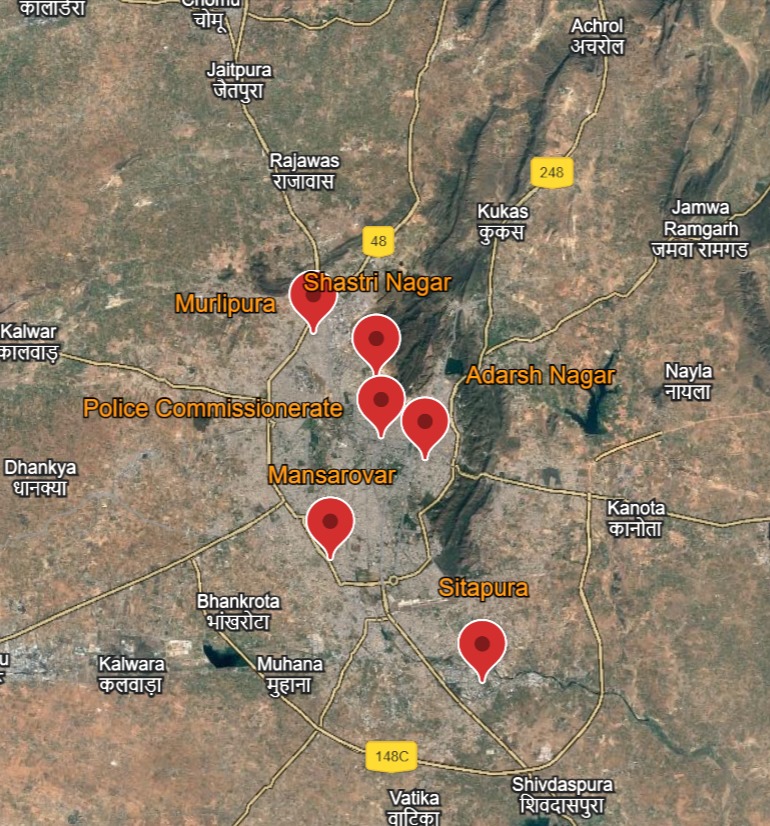 कालाडेरा
Chomu
चोमू
Achrol
अचरोल
Jaitpura
जैतपुरा
Rajawas
राजावास
248
Kukas
कुकस
Jamwa
Ramgarh
जमवा रामगड
48
Shastri Nagar
Murlipura
Kalwar
कालवाड़
Adarsh Nagar
Nayla
नायला
Police Commissionerate
Mansarovar
Dhankya
धानक्या
Kanota
कानोता
Sitapura
Bhankrota
भांखरोटा
Kalwara
कलवाड़ा
Muhana
मुहाना
148C
Shivdaspura
शिवदासपुरा
Vatika
वाटिका